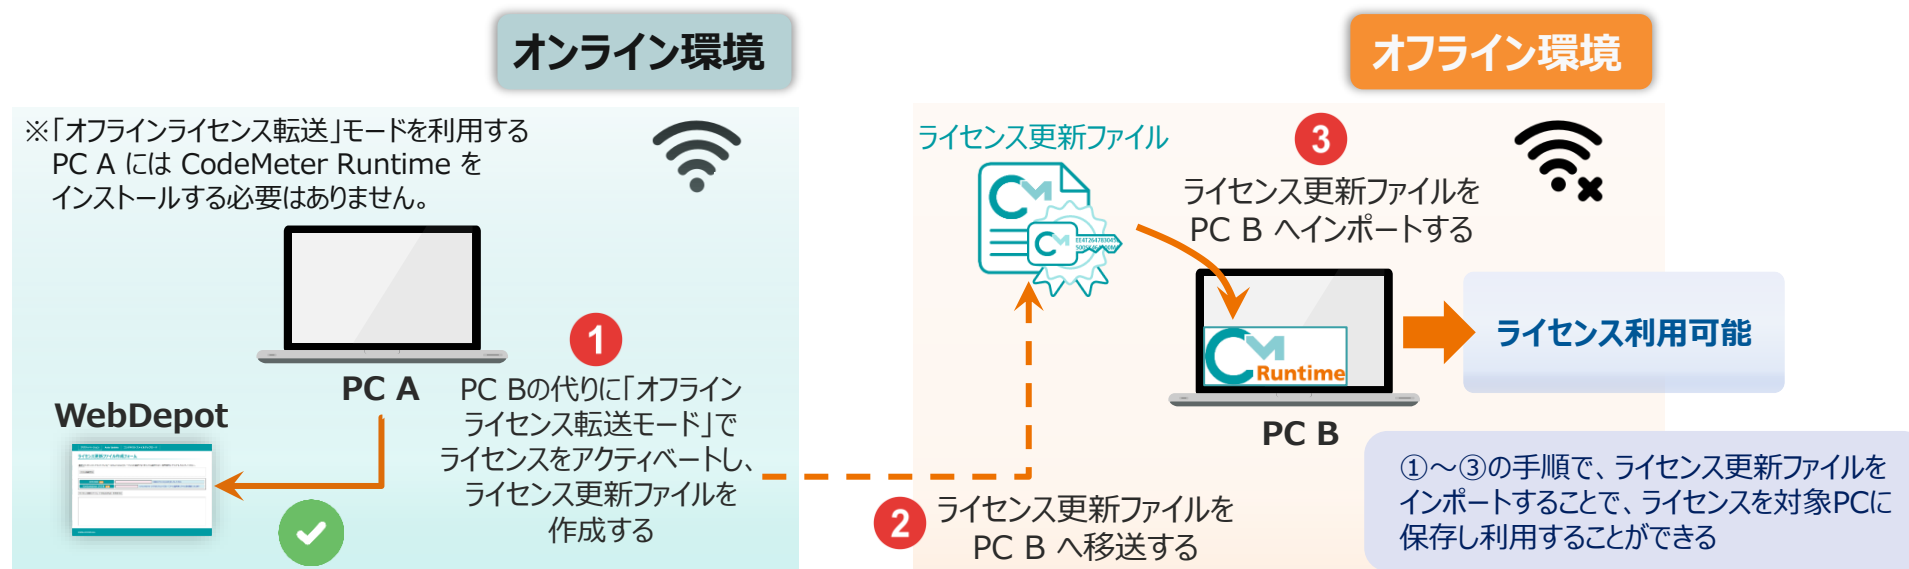 オンライン環境
※「オフラインライセンス転送」モードを利用する
PC A には CodeMeter Runtime を
インストールする必要はありません。
PC A
WebDepot
1
PC Bの代りに「オフライン
ライセンス転送モード」で
ライセンスをアクティベートし、
ライセンス更新ファイルを
作成する
2
ライセンス更新ファイルを
PC B へ移送する
オフライン環境
ライセンス更新ファイル
CM
CM
3
ライセンス更新ファイルを
PC B へインポートする
CM
Runtime
PC B
ライセンス利用可能
①～③の手順で、ライセンス更新ファイルを
インポートすることで、ライセンスを対象PCに
保存し利用することができる